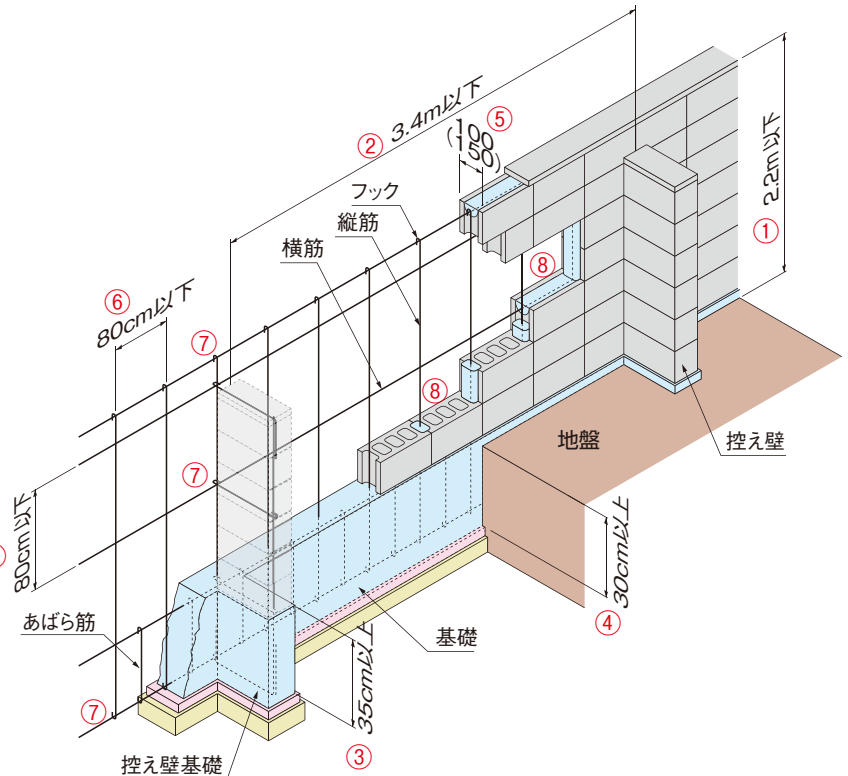 3.4m以下
②
⑤
100
(150)
フック
縦筋
横筋
2.2m以下
①
⑥
80cm以下
⑦
⑧
⑧
⑦
地盤
控え壁
80cm以下
30cm以上
④
あばら筋
基礎
35cm以上
③
⑦
控え壁基礎